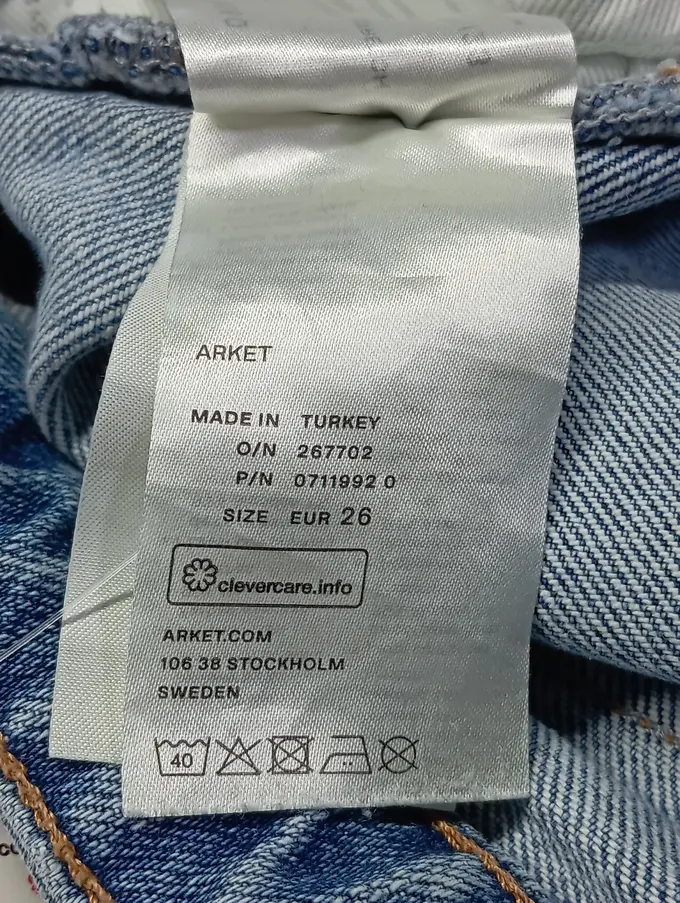 ARKET
MADE IN TURKEY
O/N 267702
P/N 0711992 0
SIZE EUR 26
clevercare.info
ARKET.COM
106 38 STOCKHOLM
SWEDEN
40